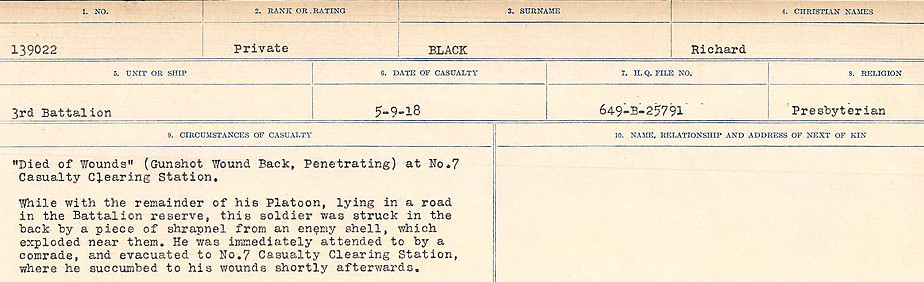 1. NO. 2. RANK OR RATING 3. SURNAME 4. CHRISTIAN NAMES
139022 Private BLACK Richard
5. UNIT OR SHIP 6. DATE OF CASUALTY 7. H.Q. FILE NO. 8. RELIGION
3rd Battalion 5-9-18 649-B-25791 Presbyterian
9. CIRCUMSTANCES OF CASUALTY 10. NAME, RELATIONSHIP AND ADDRESS OF NEXT OF KIN
"Died of Wounds" (Gunshot Wound Back, Penetrating) at No.7
Casualty Clearing Station.
While with the remainder of his Platoon, lying in a road
in the Battalion reserve, this soldier was struck in the
back by a piece of shrapnel from an enemy shell, which
exploded near them. He was immediately attended to by a
comrade, and evacuated to No.7 Casualty Clearing Station,
where he succumbed to his wounds shortly afterwards.